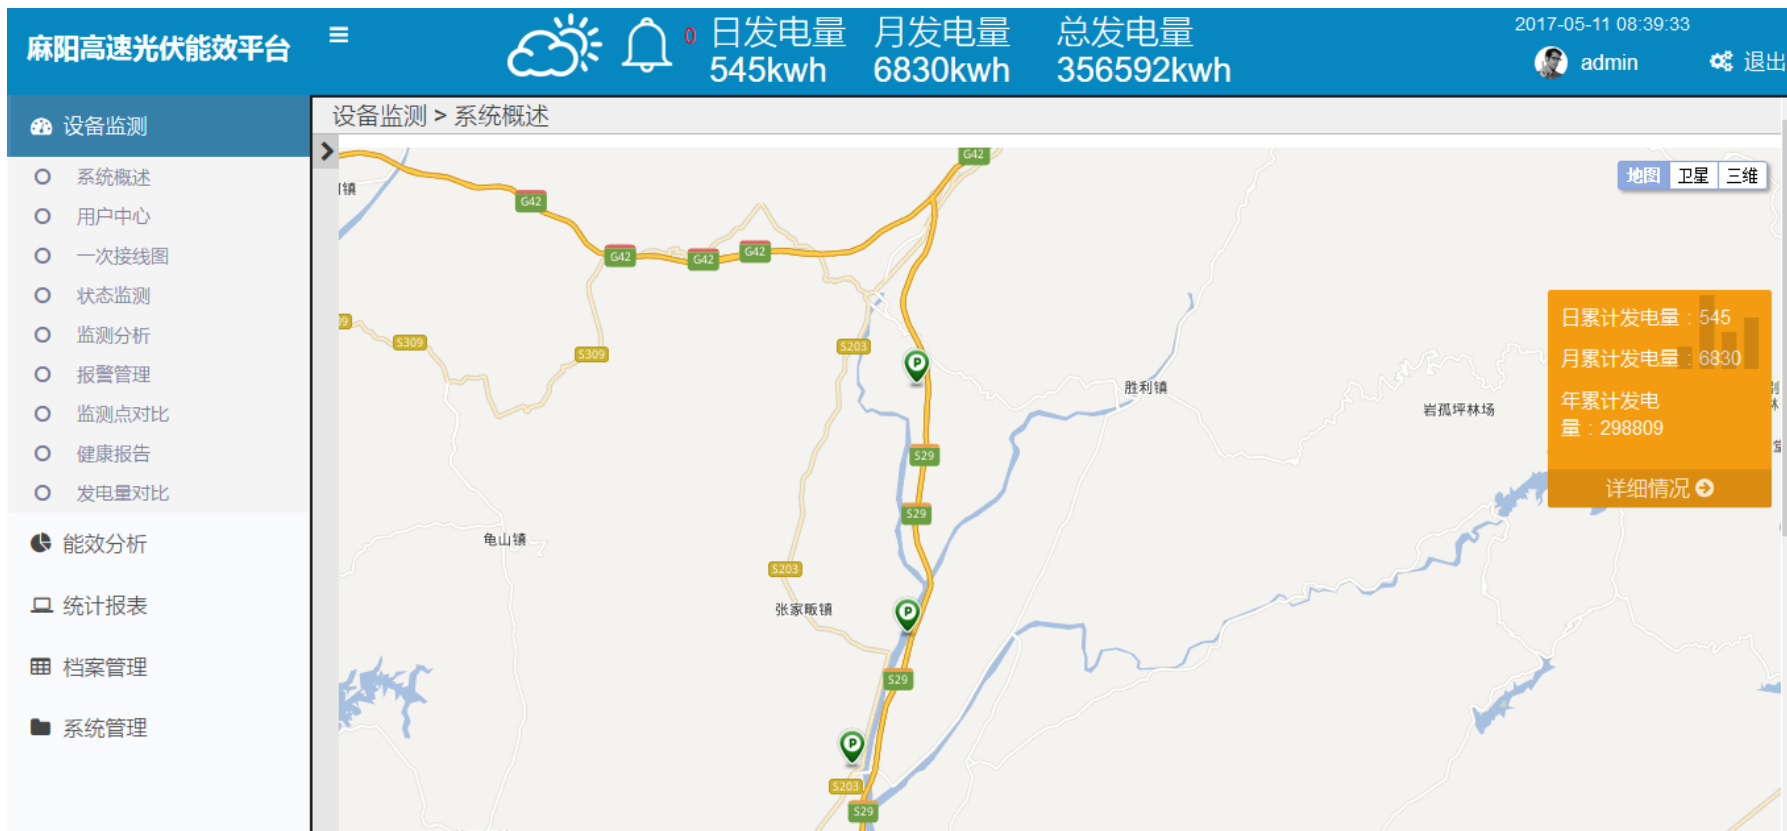 麻阳高速光伏能效平台
0
日发电量
545kwh
月发电量
6830kwh
总发电量
356592kwh
2017-05-11 08:39:33
admin
退出
设备监测
系统概述
用户中心
一次接线图
状态监测
监测分析
报警管理
监测点对比
健康报告
发电量对比
能效分析
统计报表
档案管理
系统管理
设备监测 > 系统概述
地图
卫星
三维
镇
G42
G42
G42
G42
G42
S309
S309
S203
P
胜利镇
岩孤坪林场
S29
S29
龟山镇
S203
张家畈镇
P
S29
P
S203
S29
日累计发电量：545
月累计发电量：6830
年累计发电
量：298809
详细情况